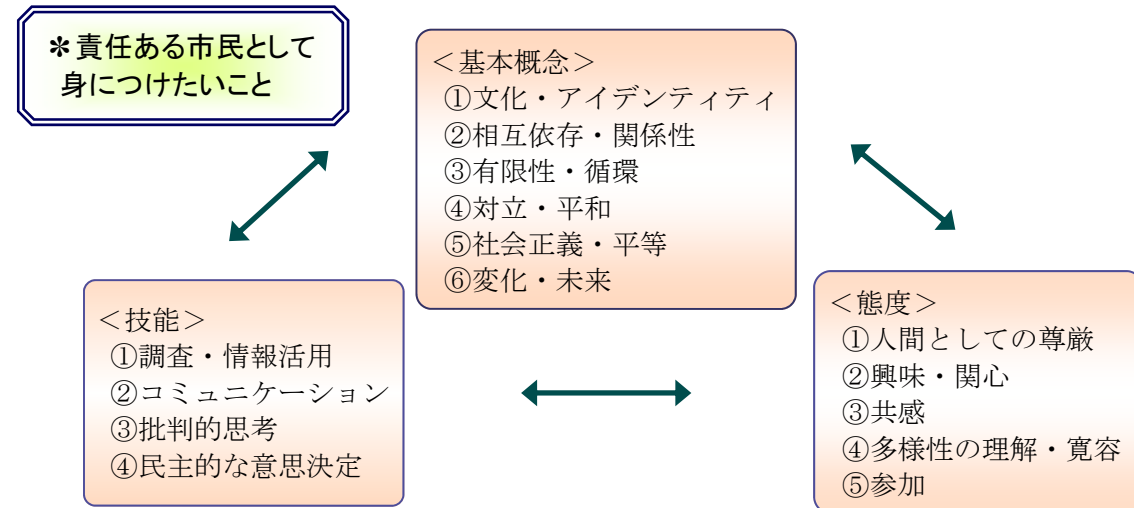 ＊責任ある市民として
身につけたいこと
＜基本概念＞
①文化・アイデンティティ
②相互依存・関係性
③有限性・循環
④対立・平和
⑤社会正義・平等
⑥変化・未来
＜技能＞
①調査・情報活用
②コミュニケーション
③批判的思考
④民主的な意思決定
＜態度＞
①人間としての尊厳
②興味・関心
③共感
④多様性の理解・寛容
⑤参加